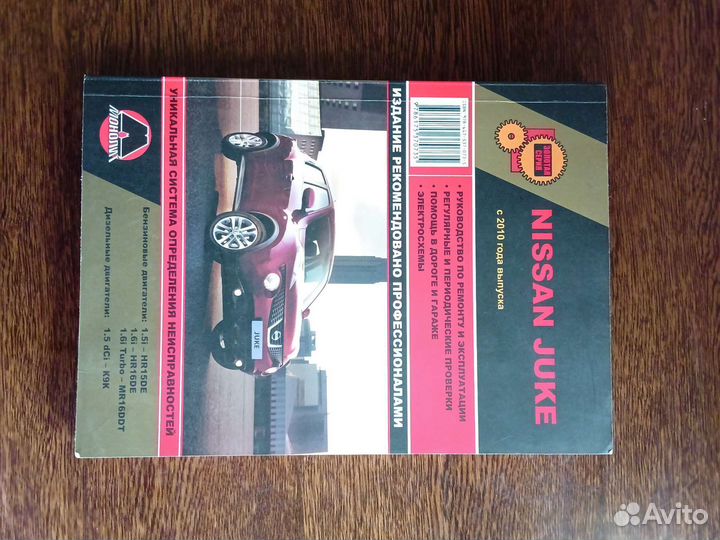 ЗОЛОТАЯ
СЕРИЯ
NISSAN JUKE
с 2010 года выпуска
• РУКОВОДСТВО ПО РЕМОНТУ И ЭКСПЛУАТАЦИИ
• РЕГУЛЯРНЫЕ И ПЕРИОДИЧЕСКИЕ ПРОВЕРКИ
• ПОМОЩЬ В ДОРОГЕ И ГАРАЖЕ
• ЭЛЕКТРОСХЕМЫ
ИЗДАНИЕ РЕКОМЕНДОВАНО ПРОФЕССИОНАЛАМИ
JUKE
УНИКАЛЬНАЯ СИСТЕМА ОПРЕДЕЛЕНИЯ НЕИСПРАВНОСТЕЙ
МОНОЛИТ
Бензиновые двигатели: 1.5i – HR15DE
1.6i – HR16DE
1.6i Turbo – MR16DDT
Дизельные двигатели: 1.5 dCi – K9K
Avito